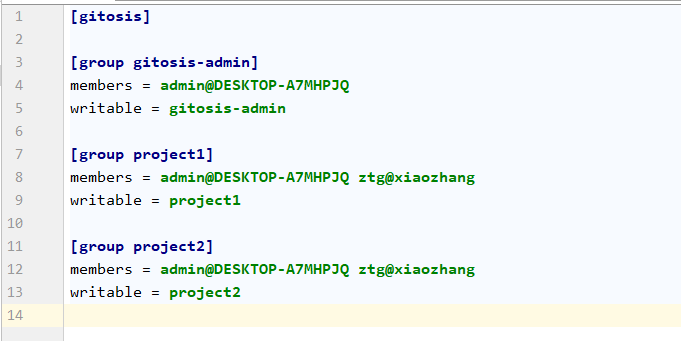 1 [gitosis]
2
3 [group gitosis-admin]
4 members = admin@DESKTOP-A7MHPJQ
5 writable = gitosis-admin
6
7 [group project1]
8 members = admin@DESKTOP-A7MHPJQ ztg@xiaozhang
9 writable = project1
10
11 [group project2]
12 members = admin@DESKTOP-A7MHPJQ ztg@xiaozhang
13 writable = project2
14